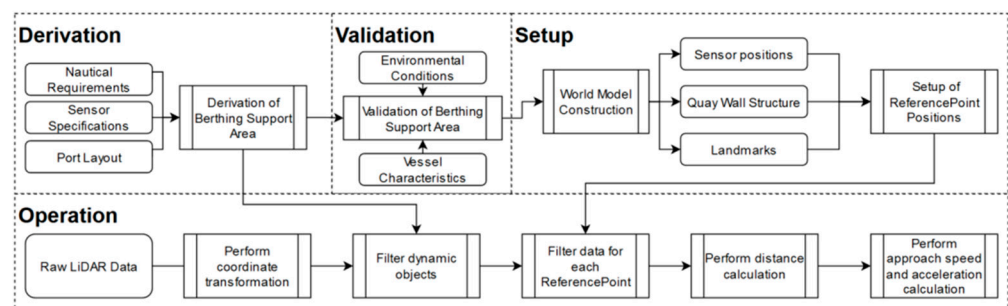 Derivation
Nautical
Requirements
Sensor
Specifications
Port Layout
Derivation of
Berthing Support
Area
Validation
Environmental
Conditions
Validation of Berthing
Support Area
Vessel
Characteristics
Setup
World Model
Construction
Sensor positions
Quay Wall Structure
Landmarks
Setup of
ReferencePoint
Positions
Operation
Raw LiDAR Data
Perform
coordinate
transformation
Filter dynamic
objects
Filter data for
each
ReferencePoint
Perform distance
calculation
Perform
approach speed
and acceleration
calculation